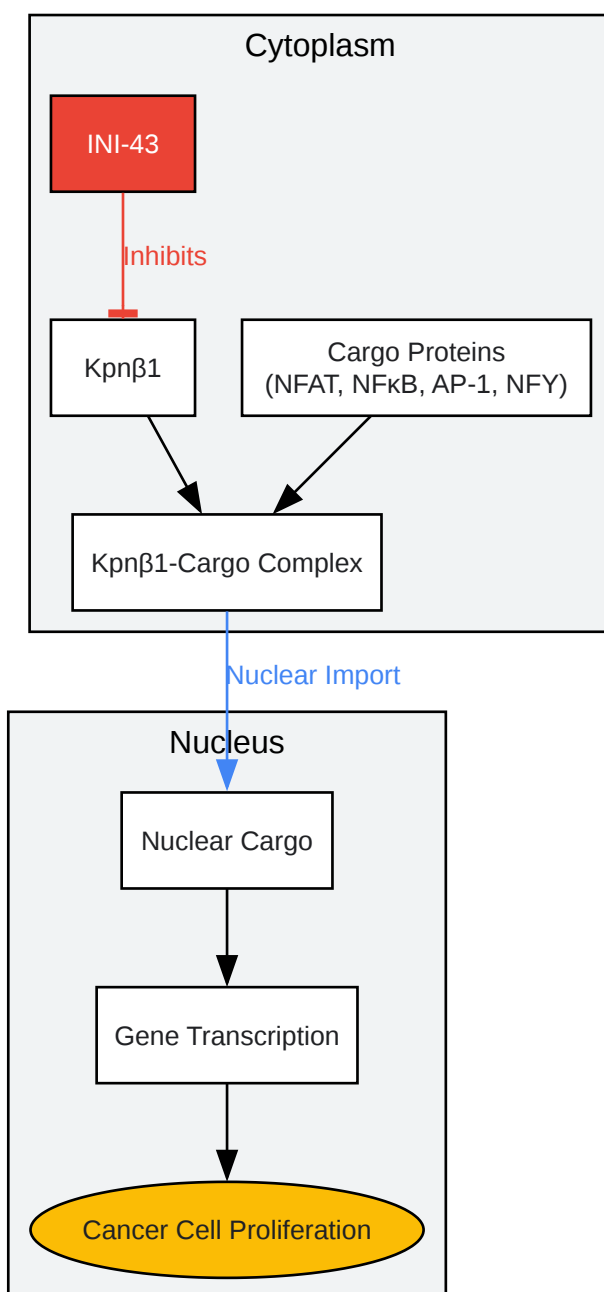 Cytoplasm
INI-43
Inhibits
Kpnβ1
Cargo Proteins
(NFAT, NFκB, AP-1, NFY)
Kpnβ1-Cargo Complex
Nuclear Import
Nucleus
Nuclear Cargo
Gene Transcription
Cancer Cell Proliferation